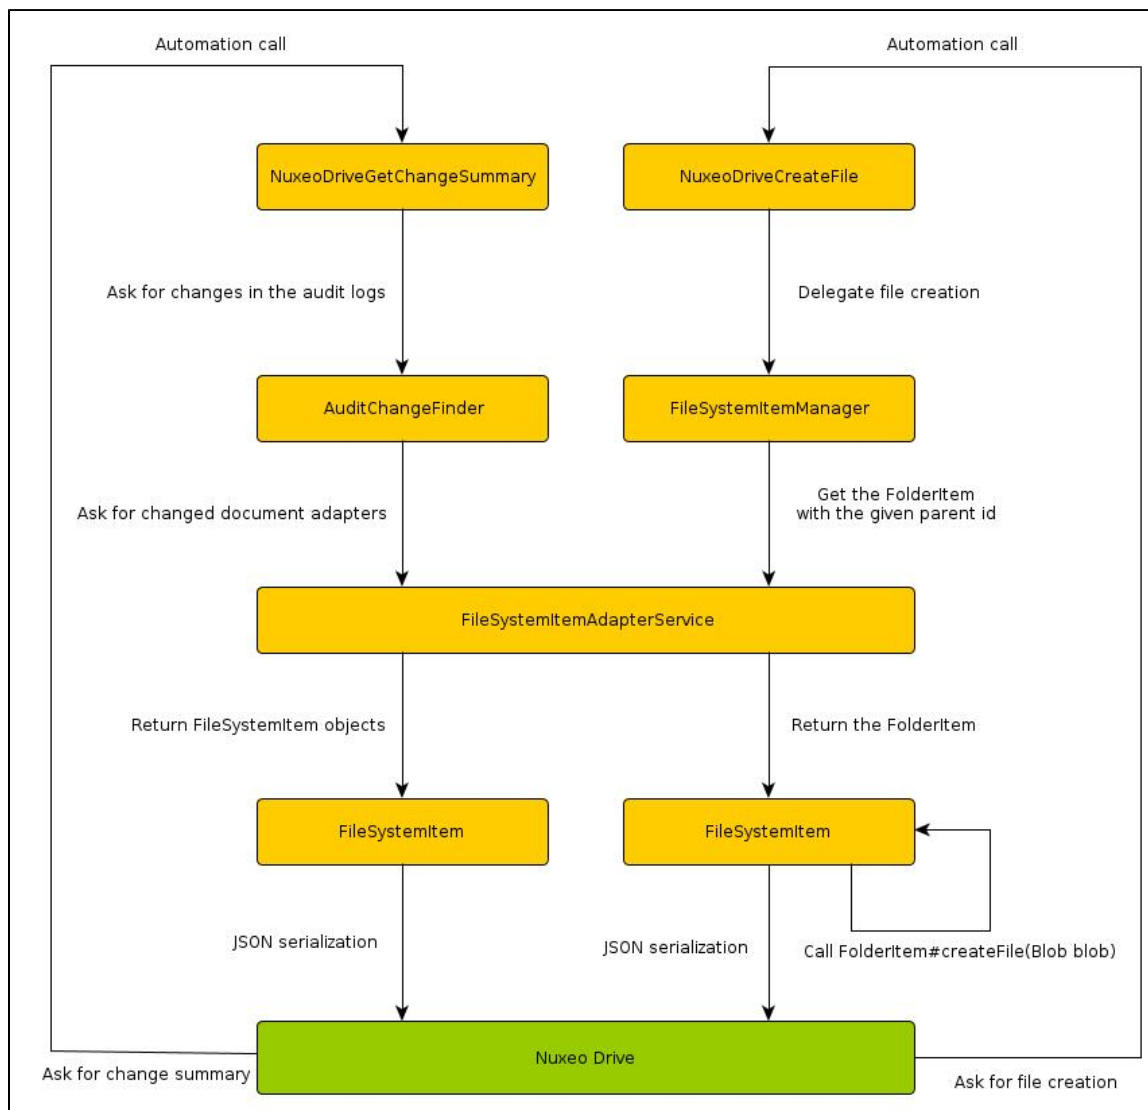 Automation call
Automation call
NuxeoDriveGetChangeSummary
NuxeoDriveCreateFile
Ask for changes in the audit logs
Delegate file creation
AuditChangeFinder
FileSystemItemManager
Ask for changed document adapters
Get the FolderItem
with the given parent id
FileSystemItemAdapterService
Return FileSystemItem objects
Return the FolderItem
FileSystemItem
FileSystemItem
JSON serialization
JSON serialization
Call FolderItem#createFile(Blob blob)
Nuxeo Drive
Ask for change summary
Ask for file creation